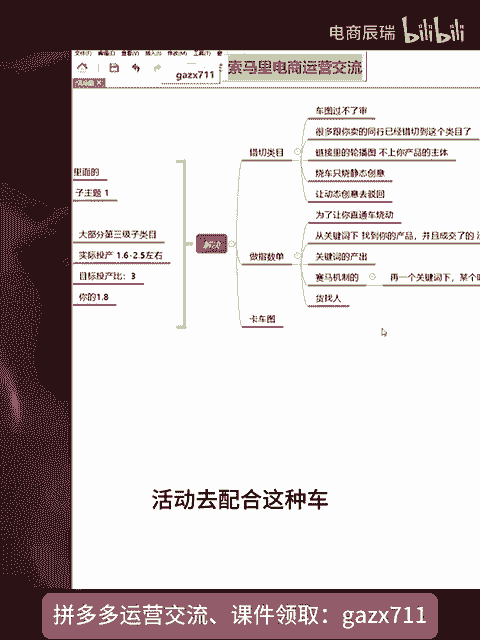 电商辰瑞 bilibili
文件(F) 编辑(E) 查看(V) 插入(I) 修改(M) 工具(T) 窗
gazx711
索马里电商运营交流
里面的
子主题 1
大部分第三级子类目
实际投产 1.6-2.5左右
目标投产比：3
你的1.8
解决
借切类目
车图过不了审
很多跟你卖的同行已经借切到这个类目了
链接里的轮播图 不上你产品的主体
烧车只烧静态创意
让动态创意去驳回
做指数单
为了让你直通车烧动
从关键词下 找到你的产品，并且成交了的
关键词的产出
赛马机制的
再一个关键词下，某个
货找人
卡车图
活动去配合这种车
拼多多运营交流、课件领取：gazx711